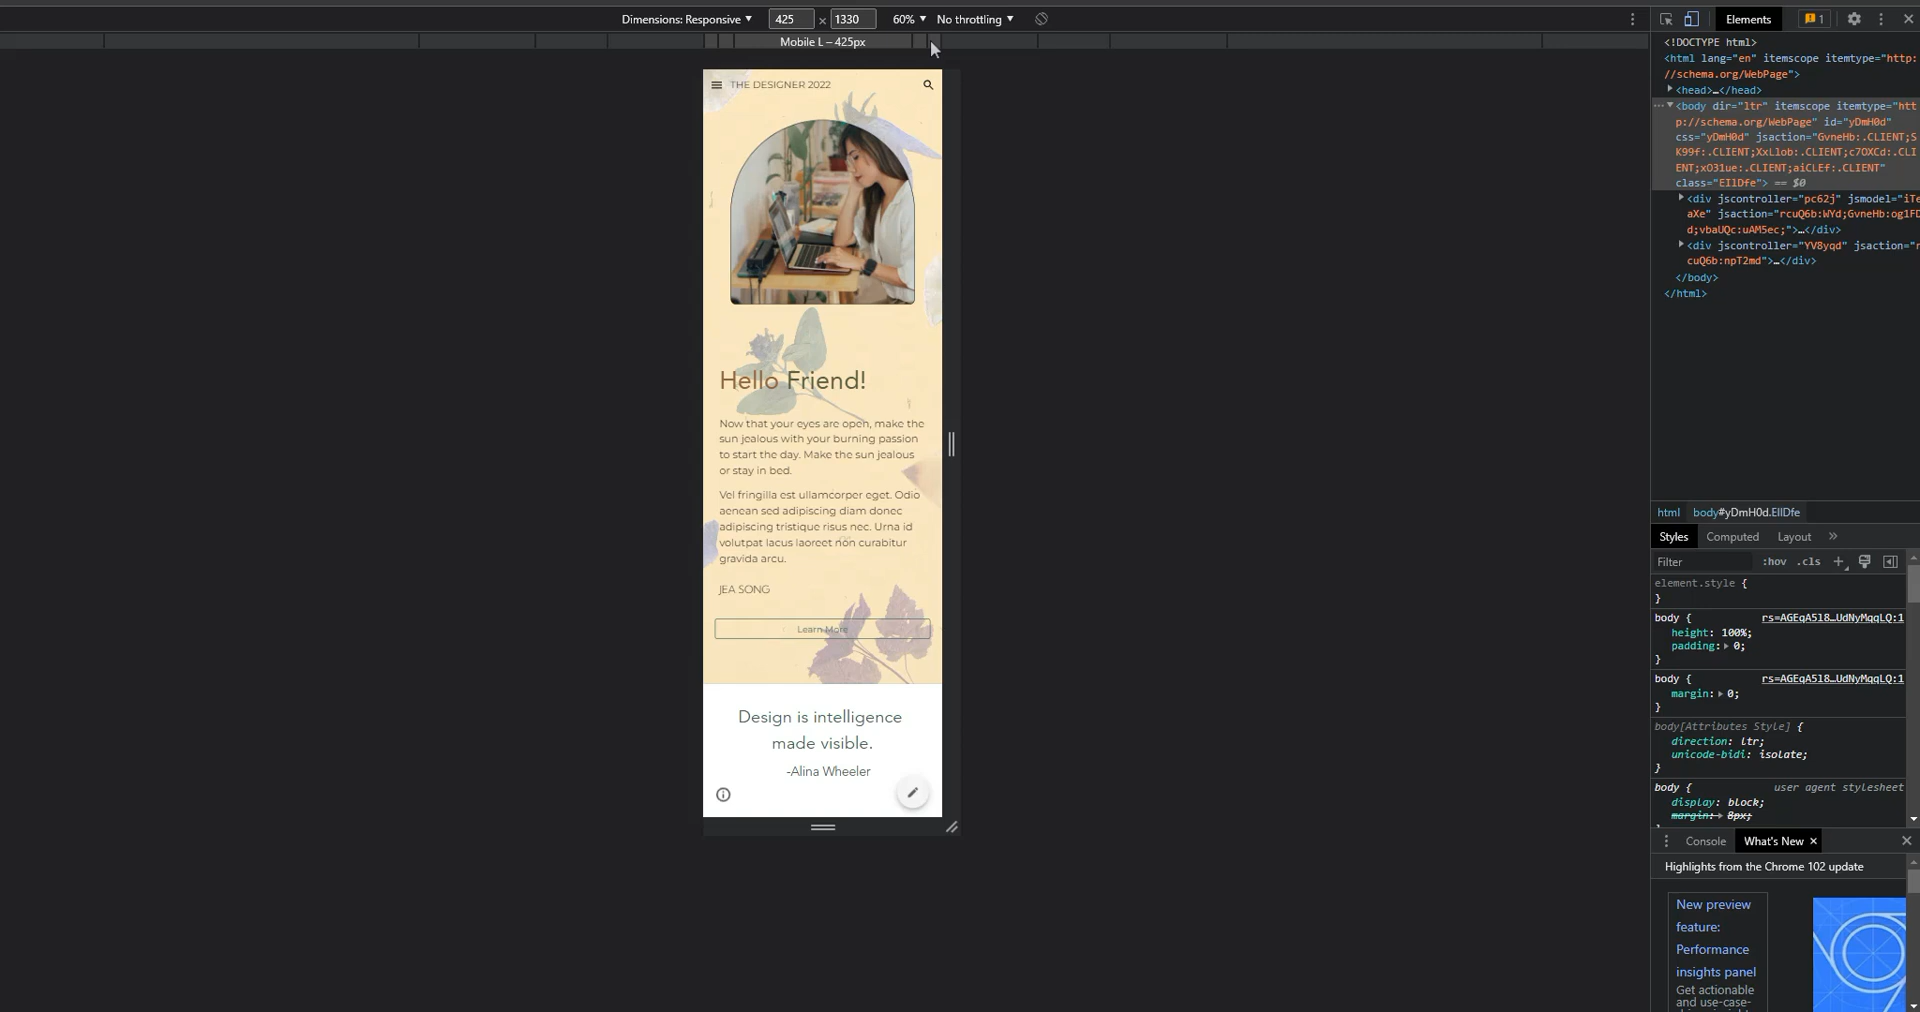 Dimensions: Responsive ▼ 425 × 1330 60% ▼ No throttling ▼
Elements 1
Mobile L – 425px
THE DESIGNER 2022
Hello Friend!
Now that your eyes are open, make the
sun jealous with your burning passion
to start the day. Make the sun jealous
or stay in bed.
Vel fringilla est ullamcorper eget. Odio
aenean sed adipiscing diam donec
adipiscing tristique risus nec. Urna id
volutpat lacus laoreet non curabitur
gravida arcu.
JEA SONG
Learn More
Design is intelligence
made visible.
-Alina Wheeler
<!DOCTYPE html>
<html lang="en" itemscope itemtype="http:
//schema.org/WebPage">
<head>…</head>
<body dir="ltr" itemscope itemtype="htt
p://schema.org/WebPage" id="yDmH0d"
css="yDmH0d" jsaction="GvneHb:.CLIENT;S
K99f:.CLIENT;XxLlob:.CLIENT;c7OXCd:.CLI
ENT;xO31ue:.CLIENT;aiCLEf:.CLIENT"
class="EIlDfe"> == $0
<div jscontroller="pc62j" jsmodel="iTe
aXe" jsaction="rcuQ6b:WYd;GvneHb:og1FD
d;vbaUQc:uAM5ec;">…</div>
<div jscontroller="YV8yqd" jsaction="r
cuQ6b:npT2md">…</div>
</body>
</html>
html body#yDmH0d.EIlDfe
Styles Computed Layout »
Filter :hov .cls +
element.style {
}
body { rs=AGEqA5l8…UdNyMqqLQ:1
height: 100%;
padding: 0;
}
body { rs=AGEqA5l8…UdNyMqqLQ:1
margin: 0;
}
body[Attributes Style] {
direction: ltr;
unicode-bidi: isolate;
}
body { user agent stylesheet
display: block;
margin: 8px;
Console What's New ×
Highlights from the Chrome 102 update
New preview
feature:
Performance
insights panel
Get actionable
and use-case-